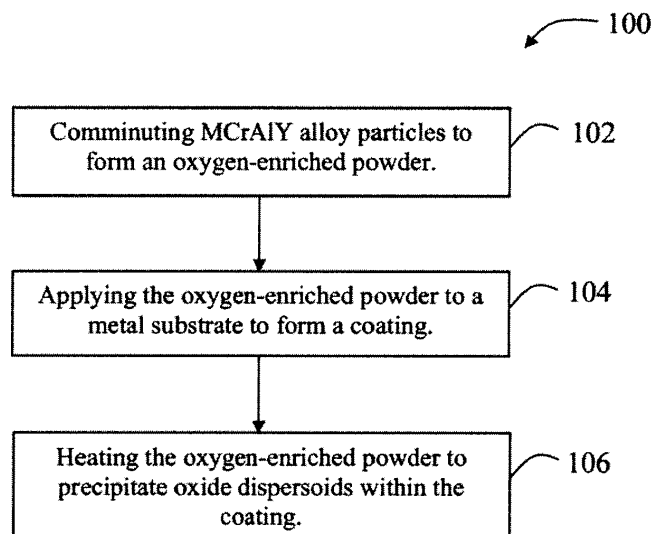 100
Comminuting MCrAlY alloy particles to
form an oxygen-enriched powder.
102
Applying the oxygen-enriched powder to a
metal substrate to form a coating.
104
Heating the oxygen-enriched powder to
precipitate oxide dispersoids within the
coating.
106